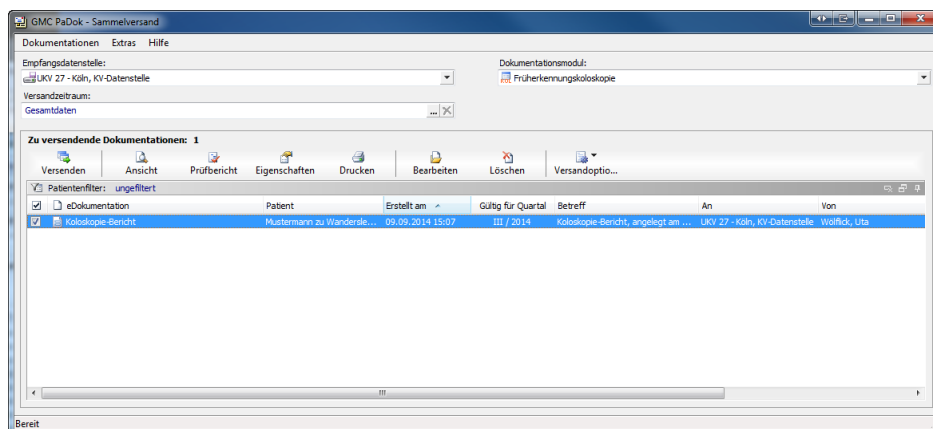 GMC PaDok - Sammelversand
Dokumentationen Extras Hilfe
Empfangsdatenstelle: Dokumentationsmodul:
UKV 27 - Köln, KV-Datenstelle Früherkennungskoloskopie
Versandzeitraum:
Gesamtdaten ...
Zu versendende Dokumentationen: 1
Versenden Ansicht Prüfbericht Eigenschaften Drucken Bearbeiten Löschen Versandoptio...
Patientenfilter: ungefiltert
eDokumentation Patient Erstellt am Gültig für Quartal Betreff An Von
Koloskopie-Bericht Mustermann zu Wandersle... 09.09.2014 15:07 III / 2014 Koloskopie-Bericht, angelegt am ... UKV 27 - Köln, KV-Datenstelle Wölflick, Uta
Bereit